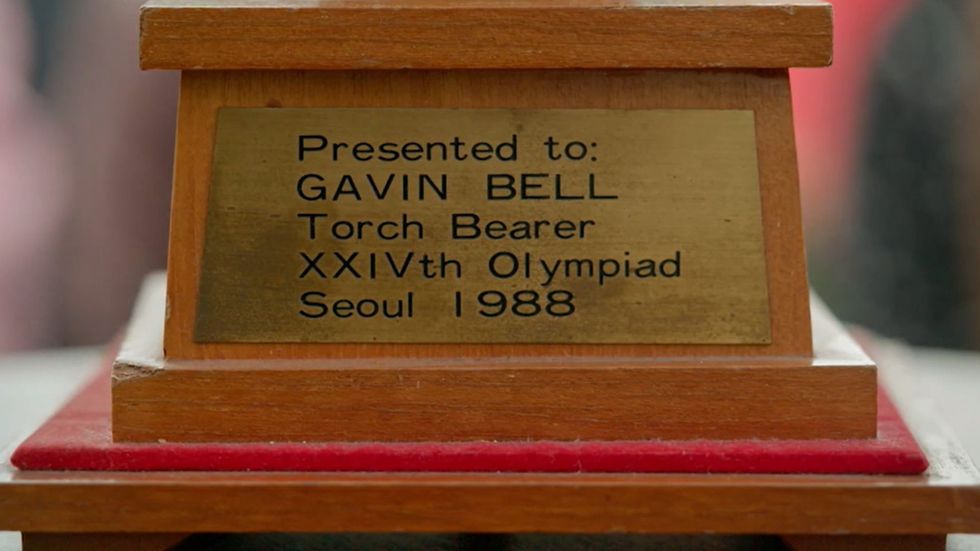 Presented to:
GAVIN BELL
Torch Bearer
XXIVth Olympiad
Seoul 1988